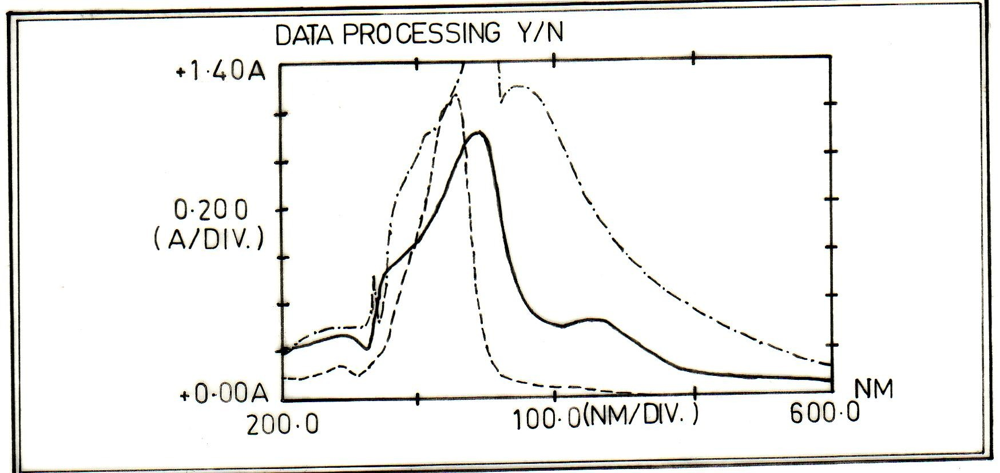 DATA PROCESSING Y/N
+1.40A
0.200
(A/DIV.)
+0.00A
NM
200.0
100.0(NM/DIV.)
600.0